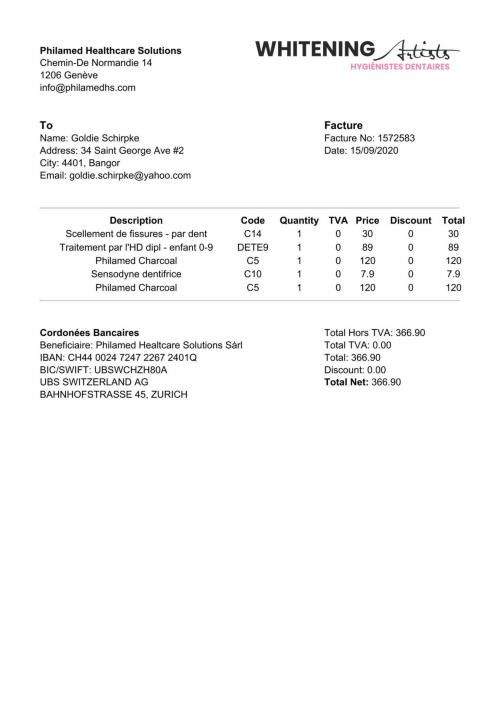 Philamed Healthcare Solutions
Chemin-De Normandie 14
1206 Genève
info@philamedhs.com
WHITENING Artists
HYGIÉNISTES DENTAIRES
To
Name: Goldie Schirpke
Address: 34 Saint George Ave #2
City: 4401, Bangor
Email: goldie.schirpke@yahoo.com
Facture
Facture No: 1572583
Date: 15/09/2020
Description Code Quantity TVA Price Discount Total
Scellement de fissures - par dent C14 1 0 30 0 30
Traitement par l'HD dipl - enfant 0-9 DETE9 1 0 89 0 89
Philamed Charcoal C5 1 0 120 0 120
Sensodyne dentifrice C10 1 0 7.9 0 7.9
Philamed Charcoal C5 1 0 120 0 120
Cordonées Bancaires
Beneficiaire: Philamed Healtcare Solutions Sàrl
IBAN: CH44 0024 7247 2267 2401Q
BIC/SWIFT: UBSWCHZH80A
UBS SWITZERLAND AG
BAHNHOFSTRASSE 45, ZURICH
Total Hors TVA: 366.90
Total TVA: 0.00
Total: 366.90
Discount: 0.00
Total Net: 366.90